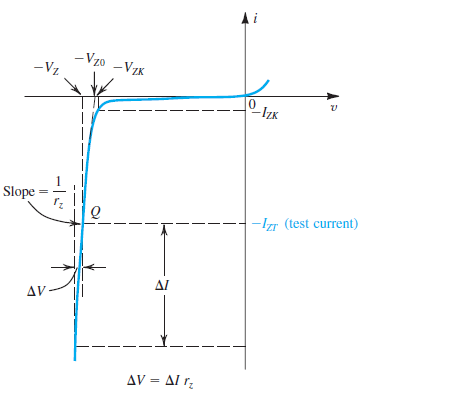 i
−V_Z0
−V_Z
−V_ZK
0
−I_ZK
v
Slope = 1/r_z
Q
−I_ZT (test current)
ΔV
ΔI
ΔV = ΔI r_z